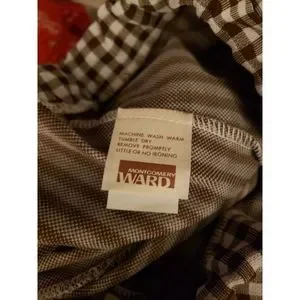 MACHINE WASH WARM
TUMBLE DRY
REMOVE PROMPTLY
LITTLE OR NO IRONING
MONTGOMERY
WARD